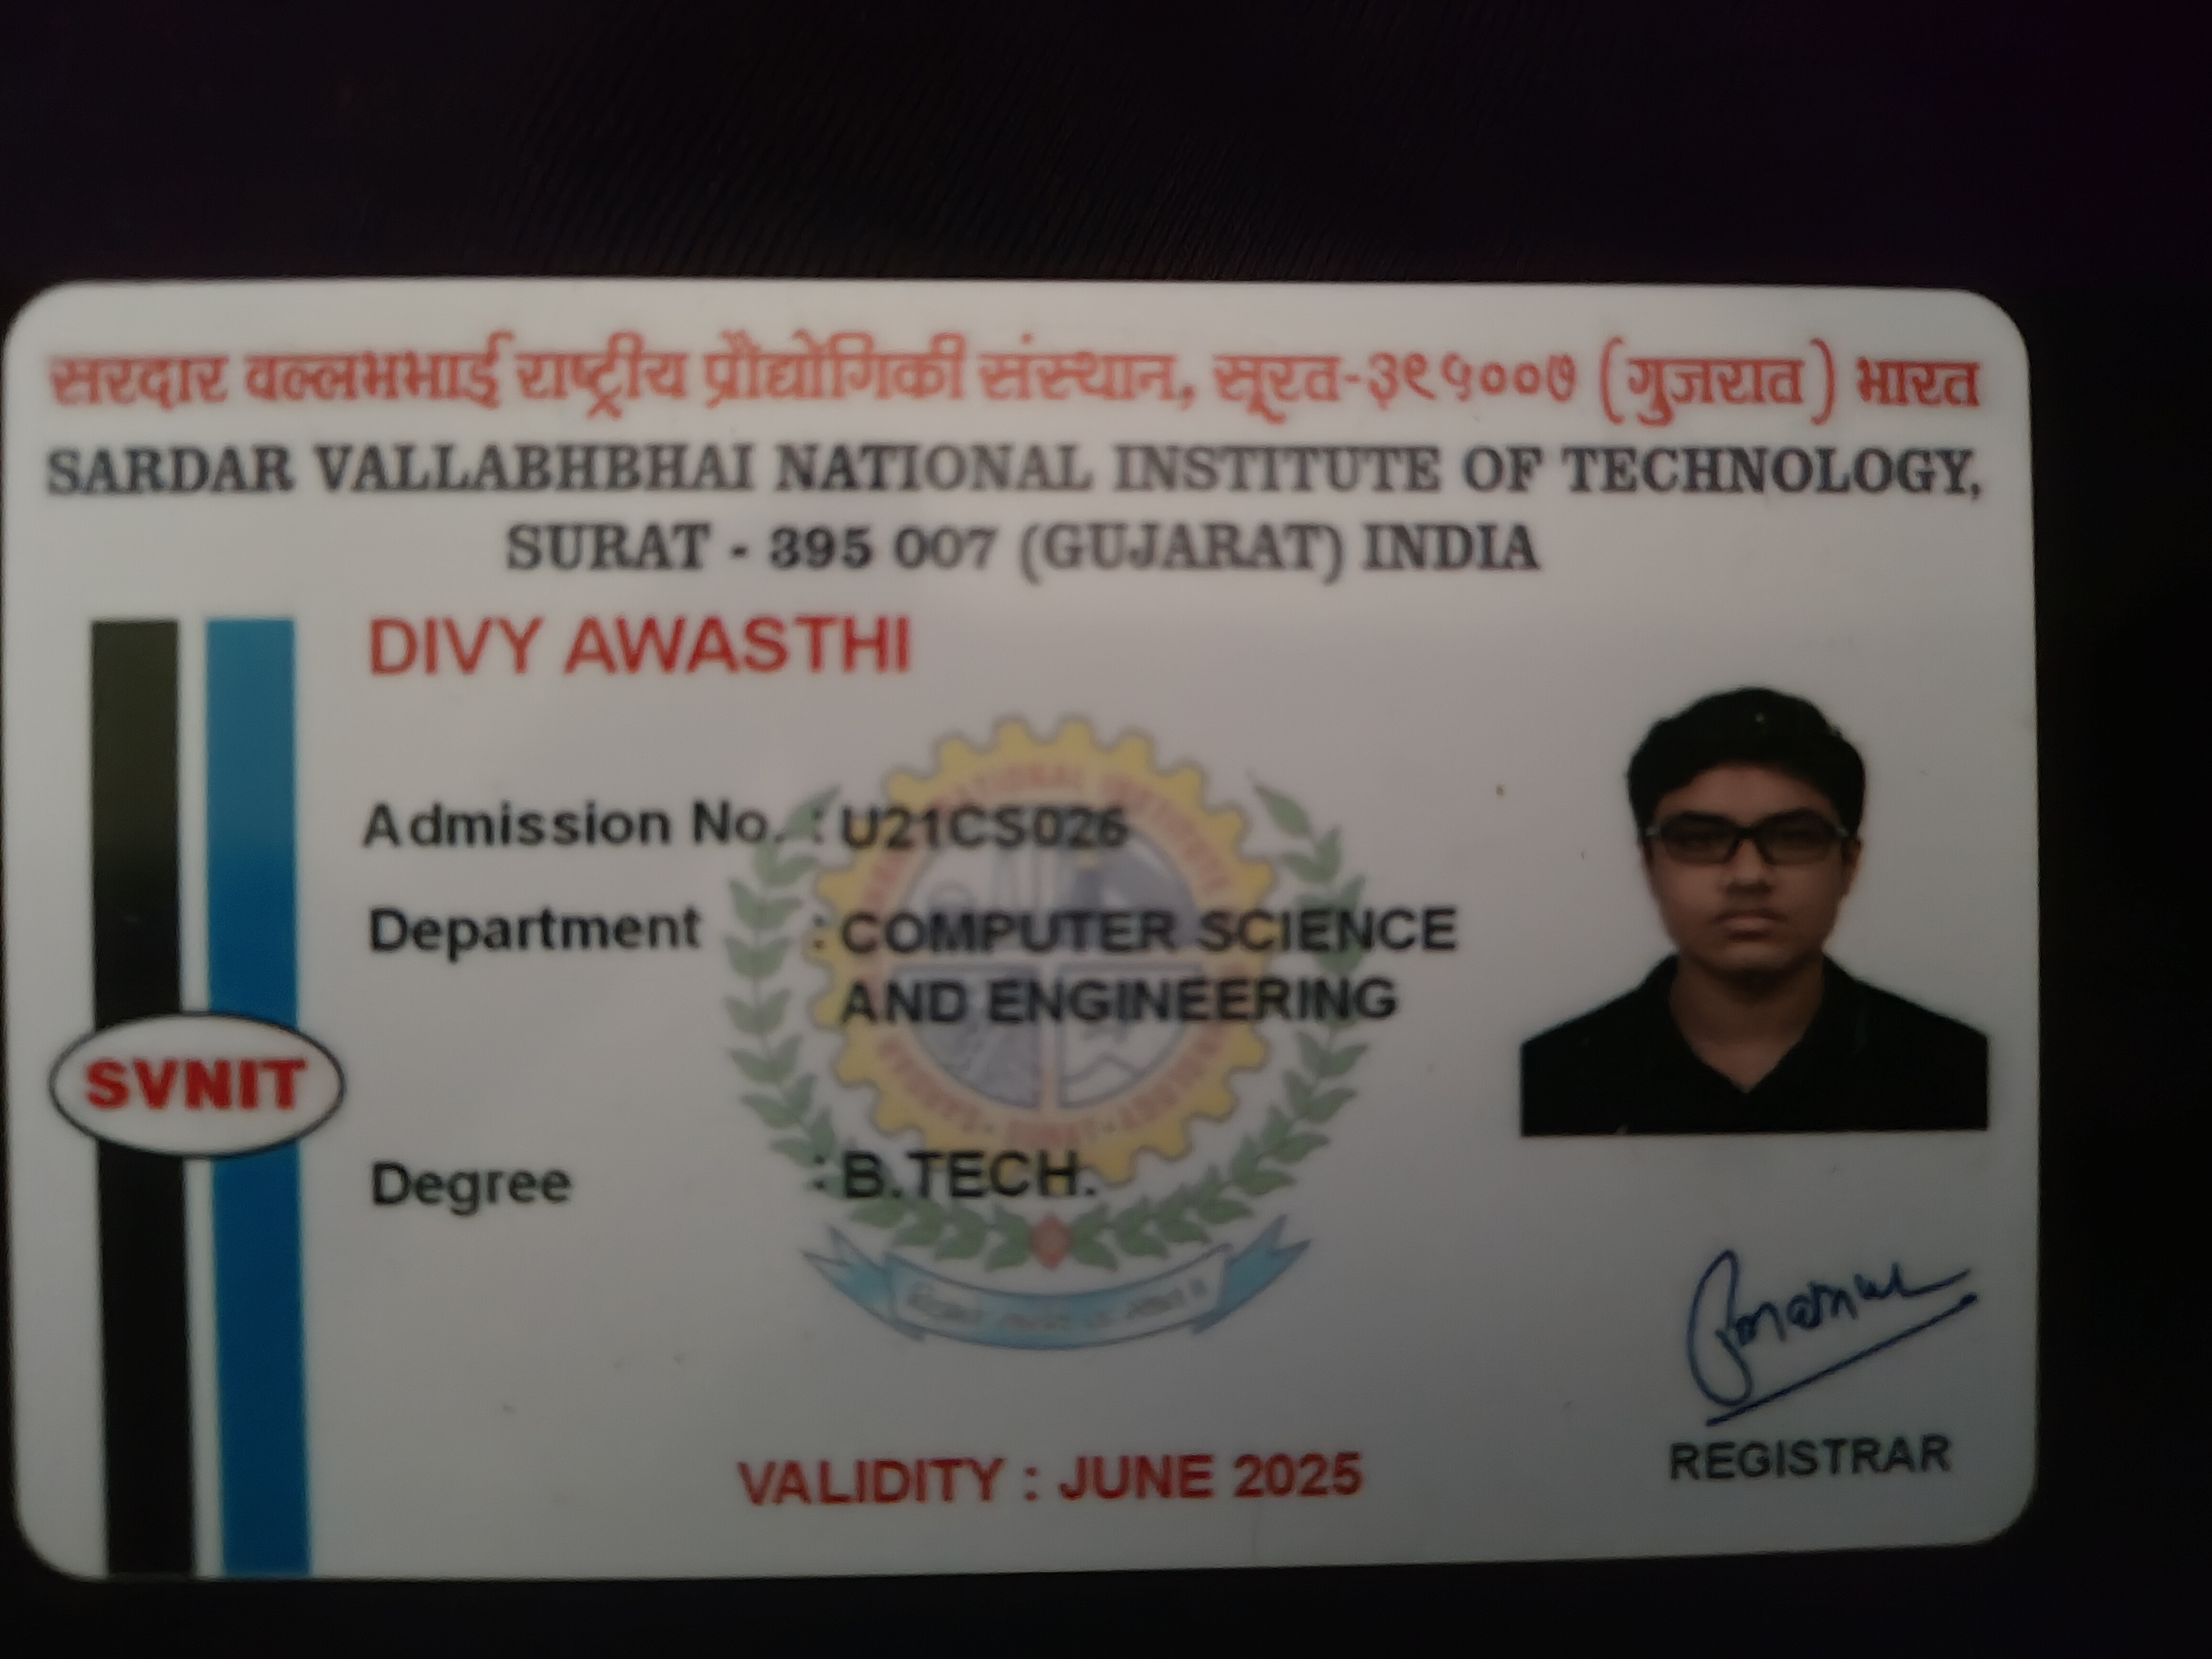 सरदार वल्लभभाई राष्ट्रीय प्रौद्योगिकी संस्थान, सूरत-३९५००७ (गुजरात) भारत
SARDAR VALLABHBHAI NATIONAL INSTITUTE OF TECHNOLOGY,
SURAT - 395 007 (GUJARAT) INDIA
DIVY AWASTHI
Admission No. : U21CS026
Department : COMPUTER SCIENCE
AND ENGINEERING
SVNIT
Degree : B.TECH.
VALIDITY : JUNE 2025
REGISTRAR